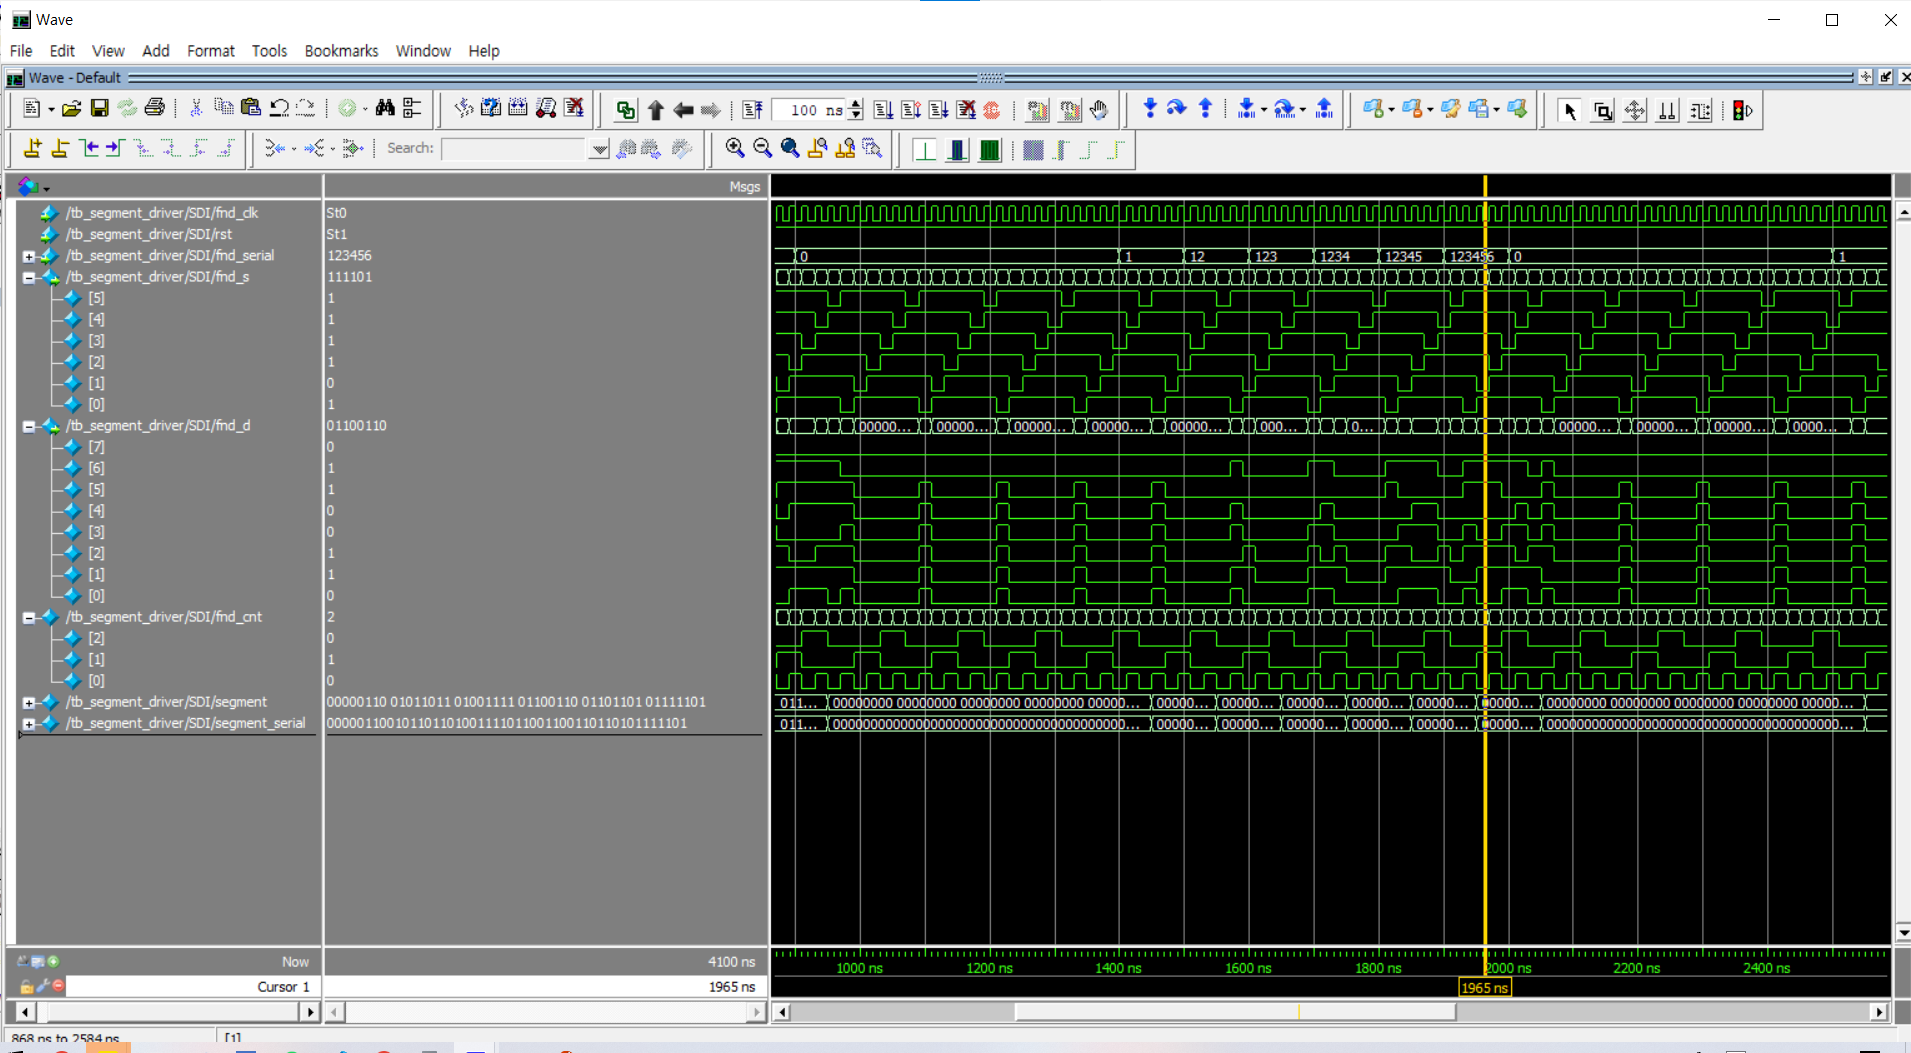 Wave
File Edit View Add Format Tools Bookmarks Window Help
Wave - Default
100 ns
Search:
Msgs
/tb_segment_driver/SDI/fnd_clk St0
/tb_segment_driver/SDI/rst St1
/tb_segment_driver/SDI/fnd_serial 123456 0 1 12 123 1234 12345 123456 0 1
/tb_segment_driver/SDI/fnd_s 111101
[5] 1
[4] 1
[3] 1
[2] 1
[1] 0
[0] 1
/tb_segment_driver/SDI/fnd_d 01100110 00000... 00000... 00000... 00000... 00000... 000... 0... 00000... 00000... 00000... 0000...
[7] 0
[6] 1
[5] 1
[4] 0
[3] 0
[2] 1
[1] 1
[0] 0
/tb_segment_driver/SDI/fnd_cnt 2
[2] 0
[1] 1
[0] 0
/tb_segment_driver/SDI/segment 00000110 01011011 01001111 01100110 01101101 01111101 011... 00000000 00000000 00000000 00000000 00000... 00000... 00000... 00000... 00000... 00000... 00000... 00000000 00000000 00000000 00000000 00000...
/tb_segment_driver/SDI/segment_serial 000001100101101101001111011001100110110101111101 011... 00000... 00000... 00000... 00000... 00000...
Now 4100 ns 1000 ns 1200 ns 1400 ns 1600 ns 1800 ns 2000 ns 2200 ns 2400 ns
Cursor 1 1965 ns 1965 ns
868 ns to 2584 ns [1]